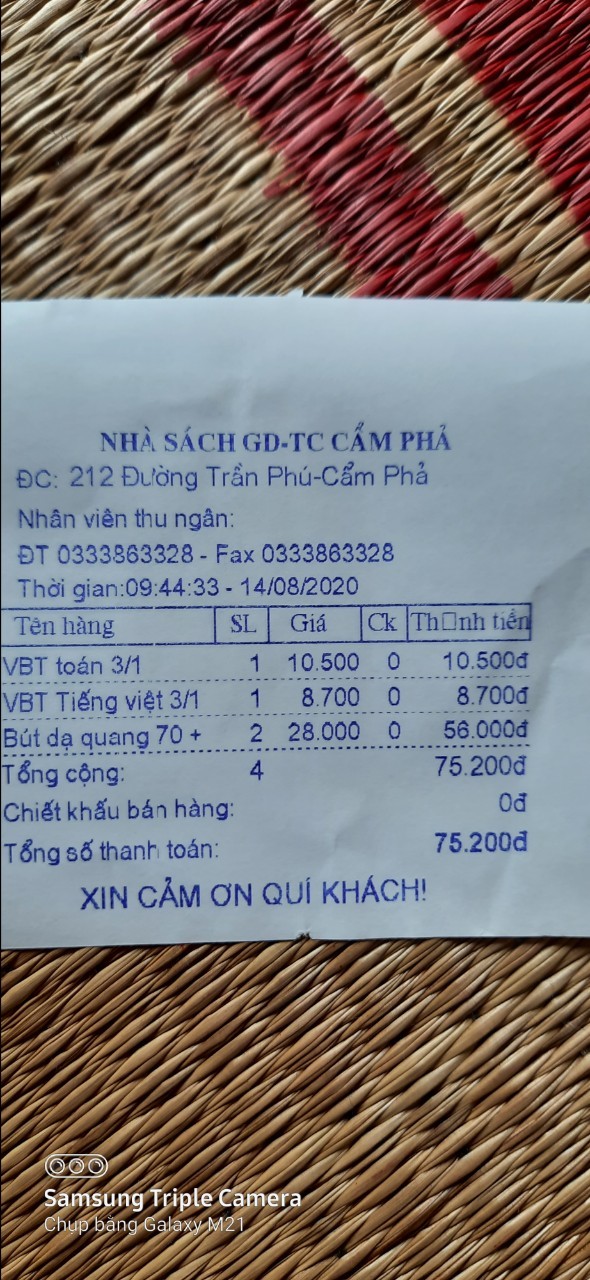 NHÀ SÁCH GD-TC CẨM PHẢ
ĐC: 212 Đường Trần Phú-Cẩm Phả
Nhân viên thu ngân:
ĐT 0333863328 - Fax 0333863328
Thời gian:09:44:33 - 14/08/2020
Tên hàng SL Giá Ck Th□nh tiền
VBT toán 3/1 1 10.500 0 10.500đ
VBT Tiếng việt 3/1 1 8.700 0 8.700đ
Bút dạ quang 70 + 2 28.000 0 56.000đ
Tổng cộng: 4 75.200đ
Chiết khấu bán hàng: 0đ
Tổng số thanh toán: 75.200đ
XIN CẢM ƠN QUÍ KHÁCH!
Samsung Triple Camera
Chụp bằng Galaxy M21